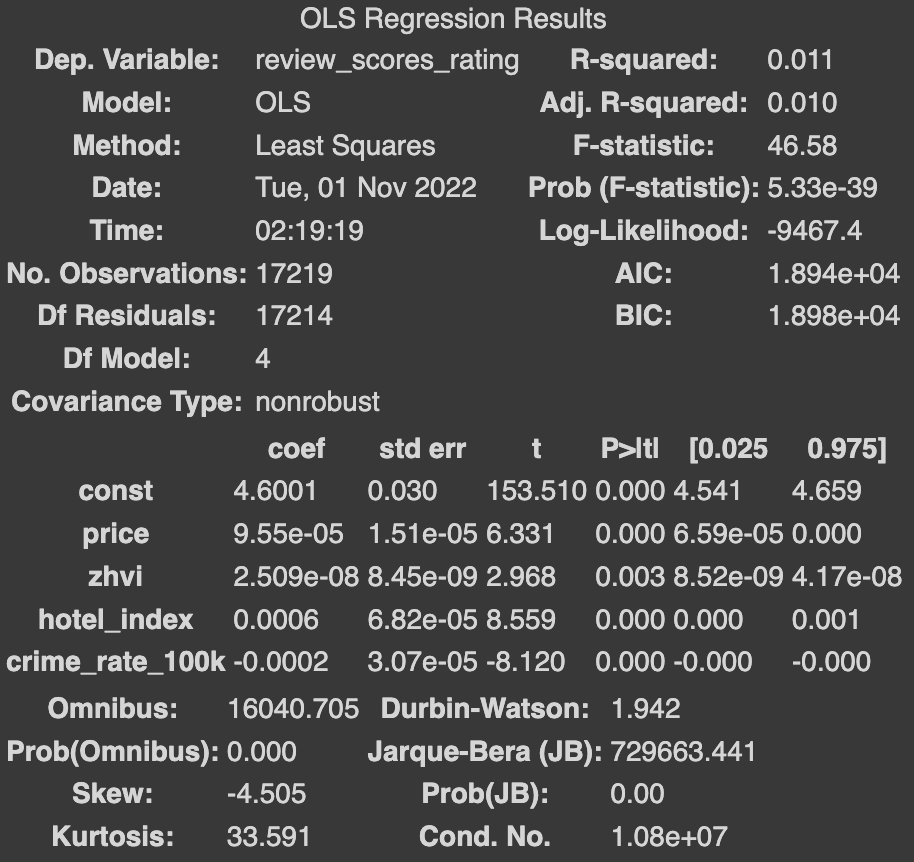 OLS Regression Results
Dep. Variable: review_scores_rating R-squared: 0.011
Model: OLS Adj. R-squared: 0.010
Method: Least Squares F-statistic: 46.58
Date: Tue, 01 Nov 2022 Prob (F-statistic): 5.33e-39
Time: 02:19:19 Log-Likelihood: -9467.4
No. Observations: 17219 AIC: 1.894e+04
Df Residuals: 17214 BIC: 1.898e+04
Df Model: 4
Covariance Type: nonrobust
coef std err t P>|t| [0.025 0.975]
const 4.6001 0.030 153.510 0.000 4.541 4.659
price 9.55e-05 1.51e-05 6.331 0.000 6.59e-05 0.000
zhvi 2.509e-08 8.45e-09 2.968 0.003 8.52e-09 4.17e-08
hotel_index 0.0006 6.82e-05 8.559 0.000 0.000 0.001
crime_rate_100k -0.0002 3.07e-05 -8.120 0.000 -0.000 -0.000
Omnibus: 16040.705 Durbin-Watson: 1.942
Prob(Omnibus): 0.000 Jarque-Bera (JB): 729663.441
Skew: -4.505 Prob(JB): 0.00
Kurtosis: 33.591 Cond. No. 1.08e+07